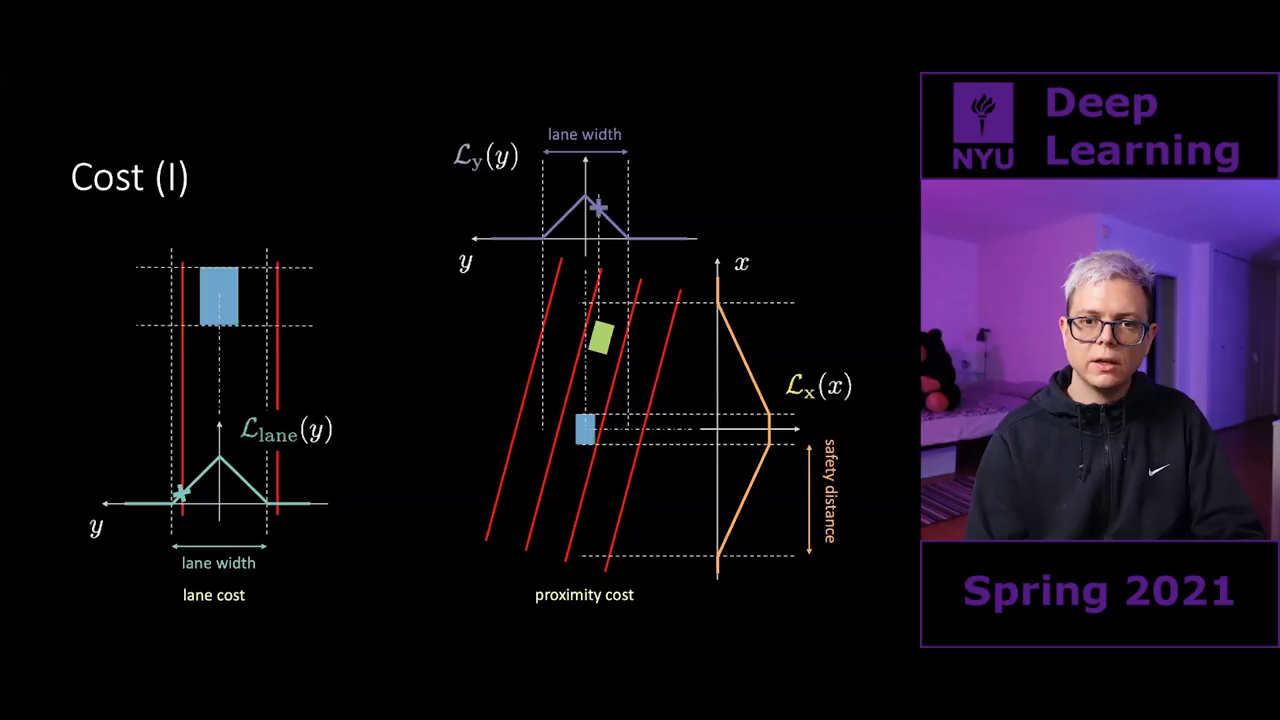 Cost (I)
ℒlane(y)
y
lane width
lane cost
lane width
ℒy(y)
y
x
ℒx(x)
safety distance
proximity cost
NYU
Deep
Learning
Spring 2021